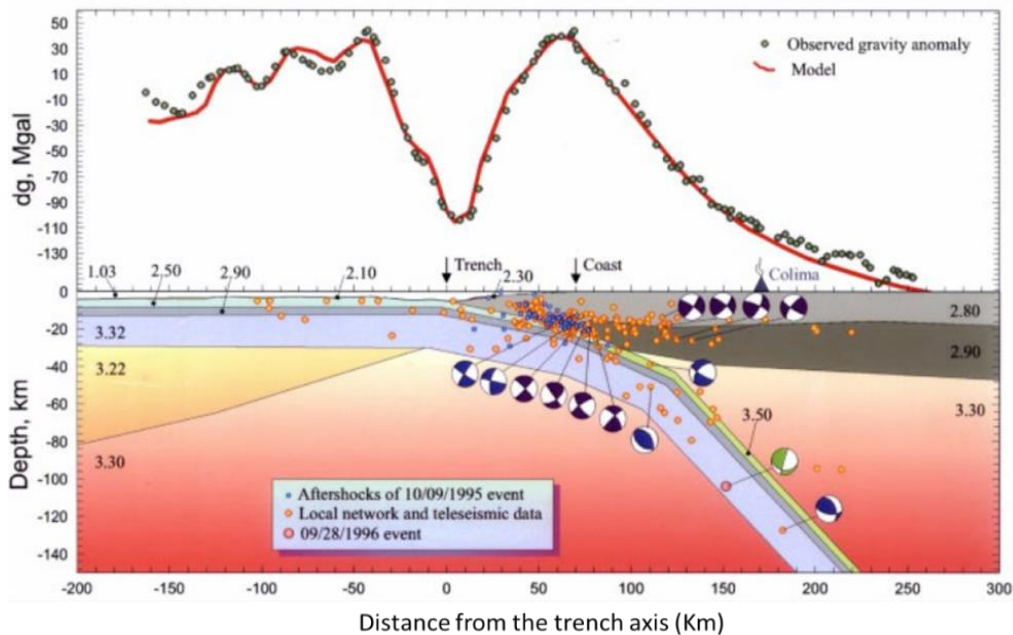 50
30
10
-10
-30
-50
-70
-90
-110
-130
dg, Mgal
Observed gravity anomaly
Model
Trench
Coast
Colima
1.03
2.50
2.90
2.10
2.30
2.80
2.90
3.32
3.22
3.30
3.30
3.50
0
-20
-40
-60
-80
-100
-120
-140
Depth, km
Aftershocks of 10/09/1995 event
Local network and teleseismic data
09/28/1996 event
-200 -150 -100 -50 0 50 100 150 200 250 300
Distance from the trench axis (Km)